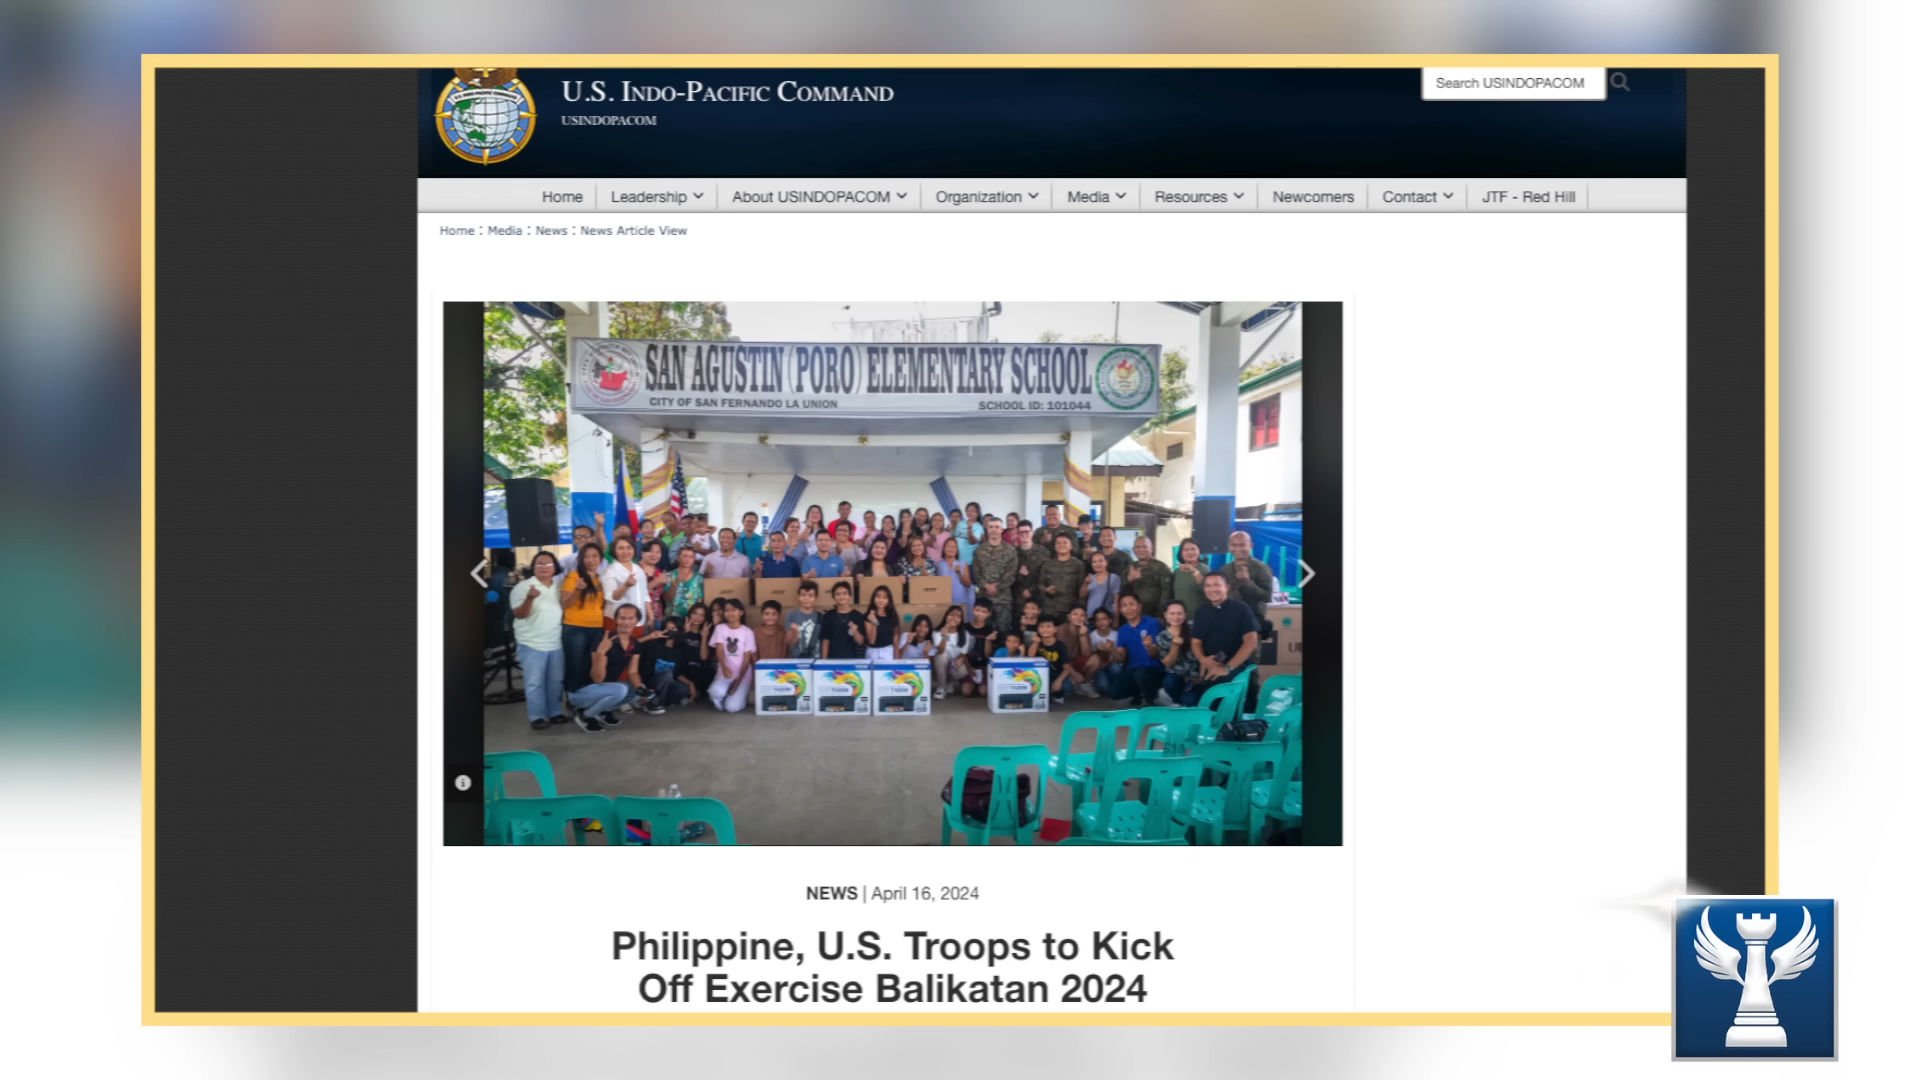 U.S. INDO-PACIFIC COMMAND
USINDOPACOM
Search USINDOPACOM
Home Leadership About USINDOPACOM Organization Media Resources Newcomers Contact JTF - Red Hill
Home : Media : News : News Article View
SAN AGUSTIN (PORO) ELEMENTARY SCHOOL
CITY OF SAN FERNANDO LA UNION SCHOOL ID: 101044
NEWS | April 16, 2024
Philippine, U.S. Troops to Kick
Off Exercise Balikatan 2024